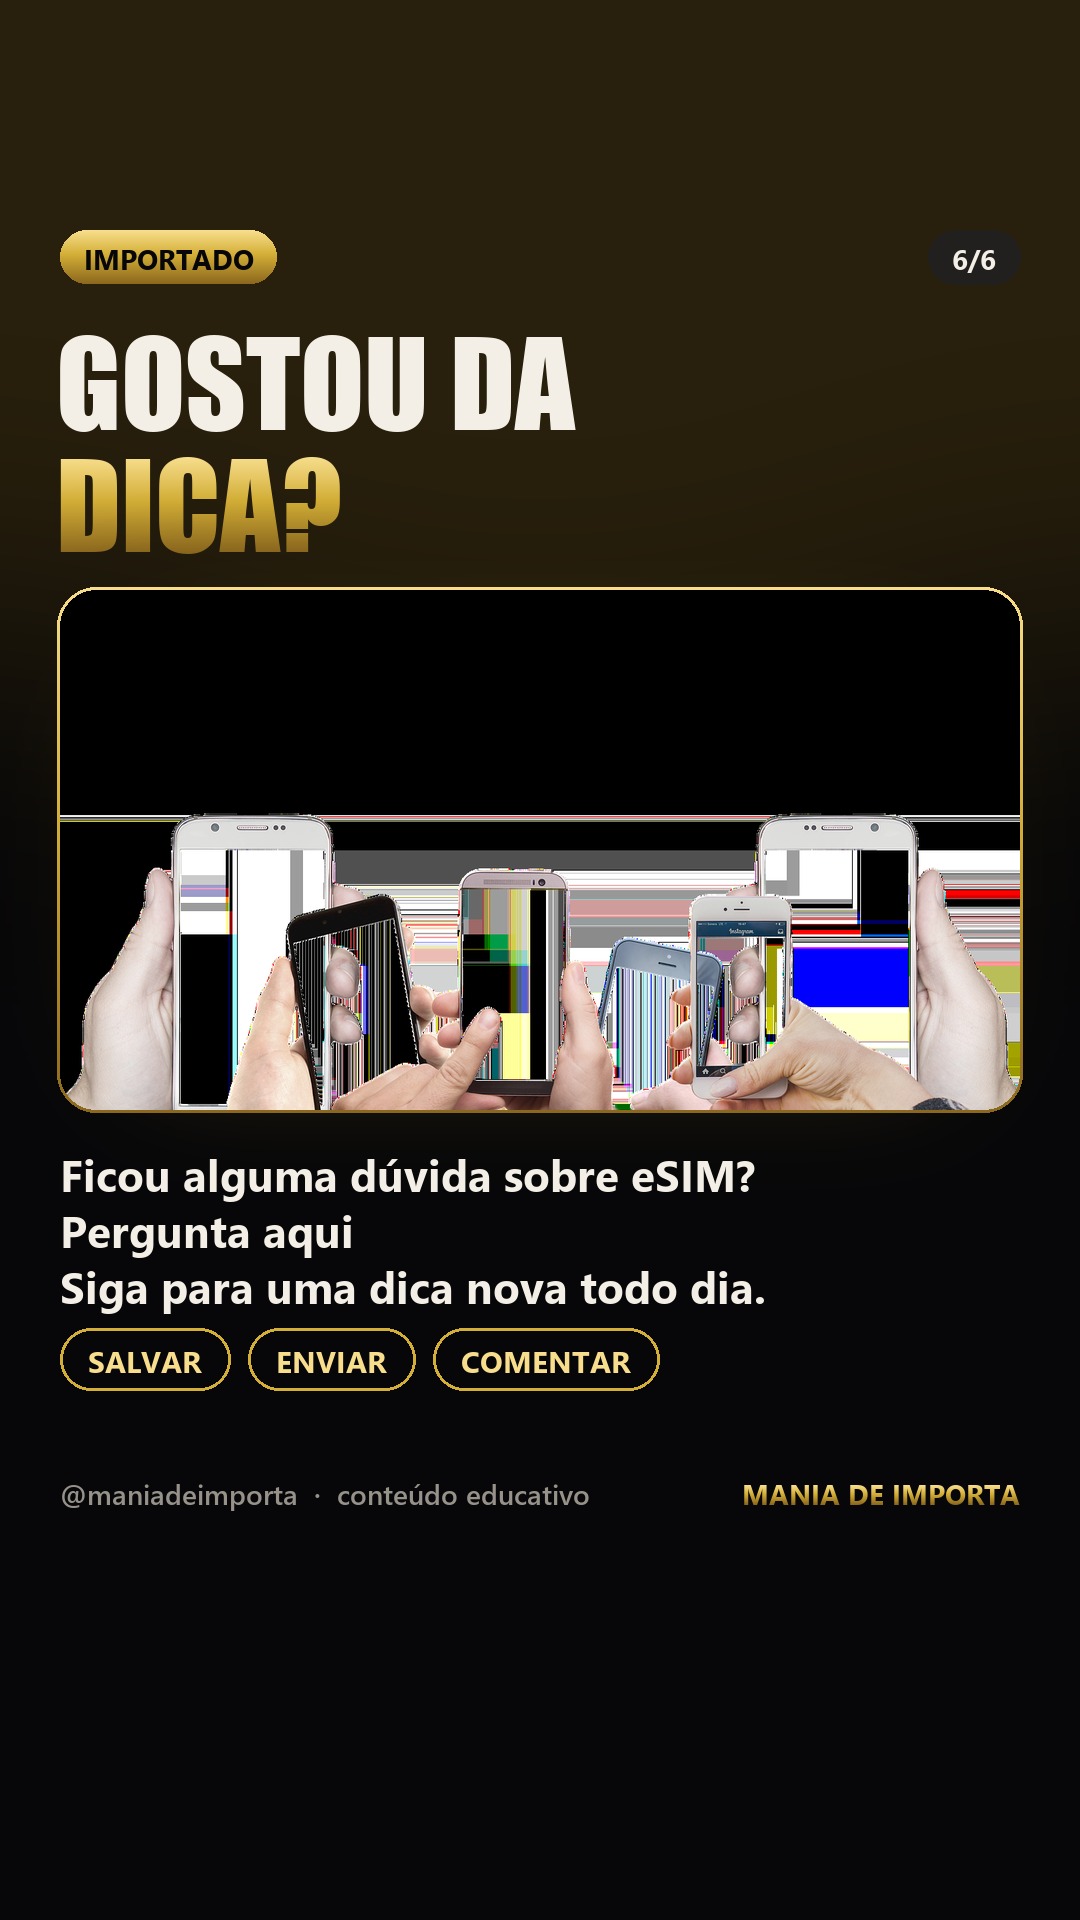 IMPORTADO
6/6
GOSTOU DA
DICA?
Instagram
Ficou alguma dúvida sobre eSIM?
Pergunta aqui
Siga para uma dica nova todo dia.
SALVAR
ENVIAR
COMENTAR
@maniadeimporta · conteúdo educativo
MANIA DE IMPORTA